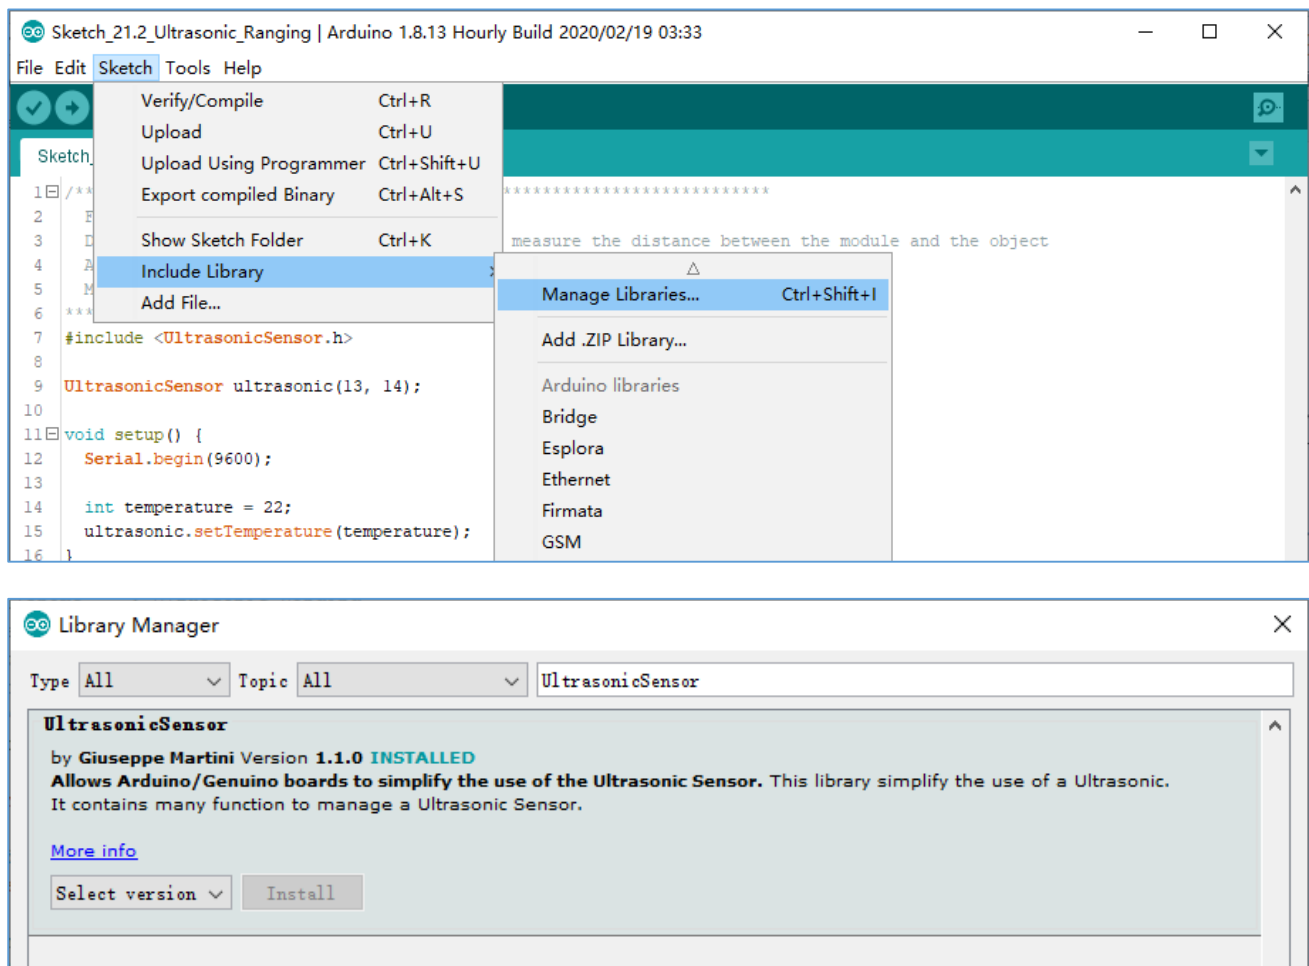 Sketch_21.2_Ultrasonic_Ranging | Arduino 1.8.13 Hourly Build 2020/02/19 03:33
File Edit Sketch Tools Help
Verify/Compile Ctrl+R
Upload Ctrl+U
Upload Using Programmer Ctrl+Shift+U
Export compiled Binary Ctrl+Alt+S
Show Sketch Folder Ctrl+K
Include Library
Add File...
Manage Libraries... Ctrl+Shift+I
Add .ZIP Library...
Arduino libraries
Bridge
Esplora
Ethernet
Firmata
GSM
Sketch_
1 /** ***************************
2 F
3 D measure the distance between the module and the object
4 A
5 M
6 ***
7 #include <UltrasonicSensor.h>
8
9 UltrasonicSensor ultrasonic(13, 14);
10
11 void setup() {
12 Serial.begin(9600);
13
14 int temperature = 22;
15 ultrasonic.setTemperature(temperature);
16 }
Library Manager
Type All Topic All UltrasonicSensor
UltrasonicSensor
by Giuseppe Martini Version 1.1.0 INSTALLED
Allows Arduino/Genuino boards to simplify the use of the Ultrasonic Sensor. This library simplify the use of a Ultrasonic.
It contains many function to manage a Ultrasonic Sensor.
More info
Select version Install